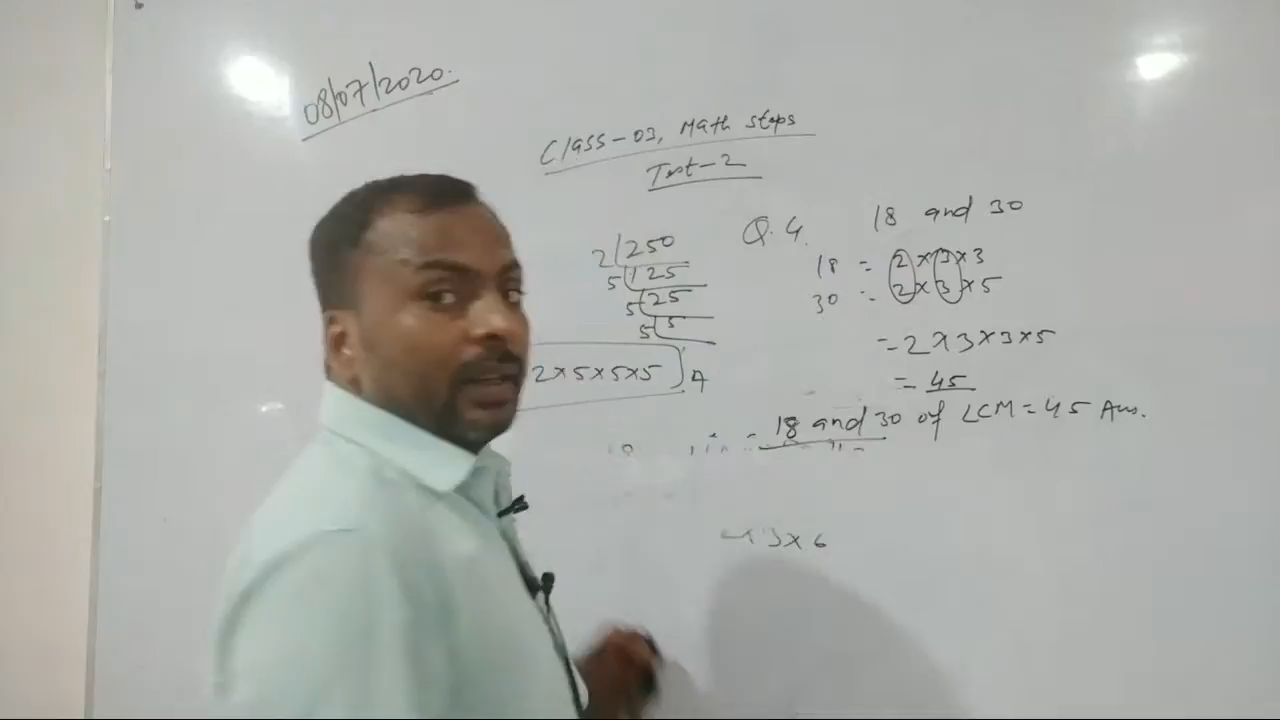 08/07/2020.
Class-03, Math steps
Test-2
2 250
5 125
5 25
5 5
2×5×5×5
Q.4. 18 and 30
18 = 2×3×3
30 = 2×3×5
= 2×3×3×5
= 45
18 and 30 of LCM = 45 Ans.
3×6